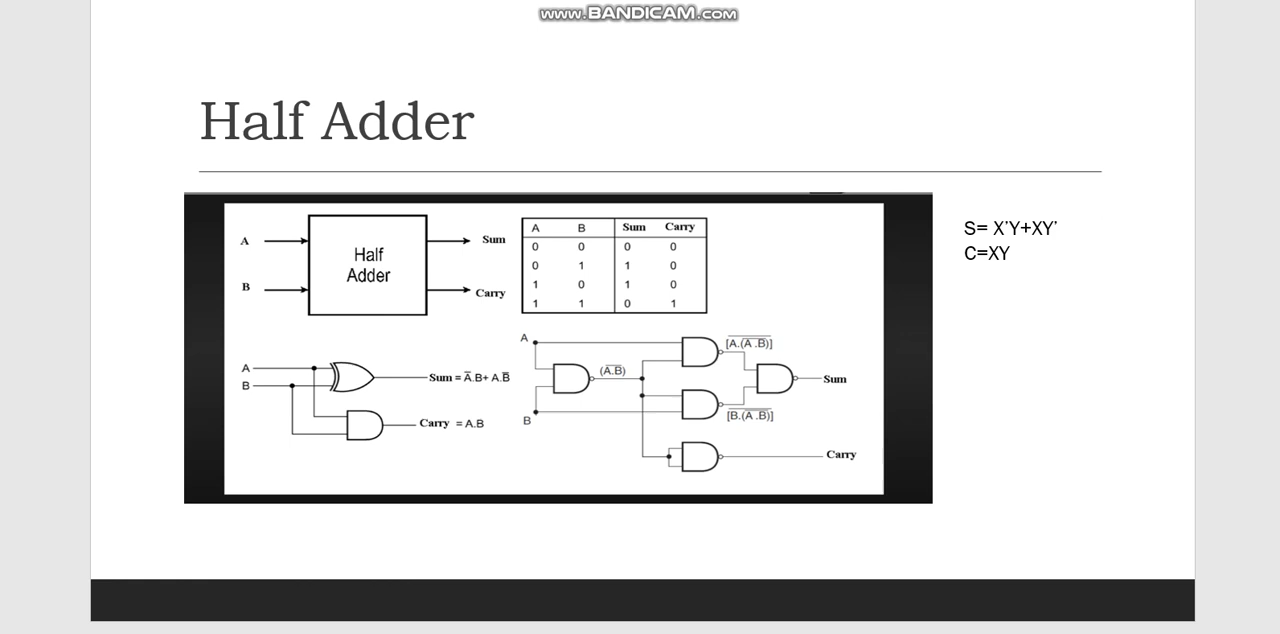 www.BANDICAM.com
Half Adder
S= X'Y+XY'
C=XY
A
B
Half
Adder
Sum
Carry
A B Sum Carry
0 0 0 0
0 1 1 0
1 0 1 0
1 1 0 1
A
B
Sum = A̅.B+ A.B̅
Carry = A.B
A
B
(A̅.̅B̅)
[̅A̅.̅(̅A̅ ̅.̅B̅)̅]̅
[̅B̅.̅(̅A̅ ̅.̅B̅)̅]̅
Sum
Carry